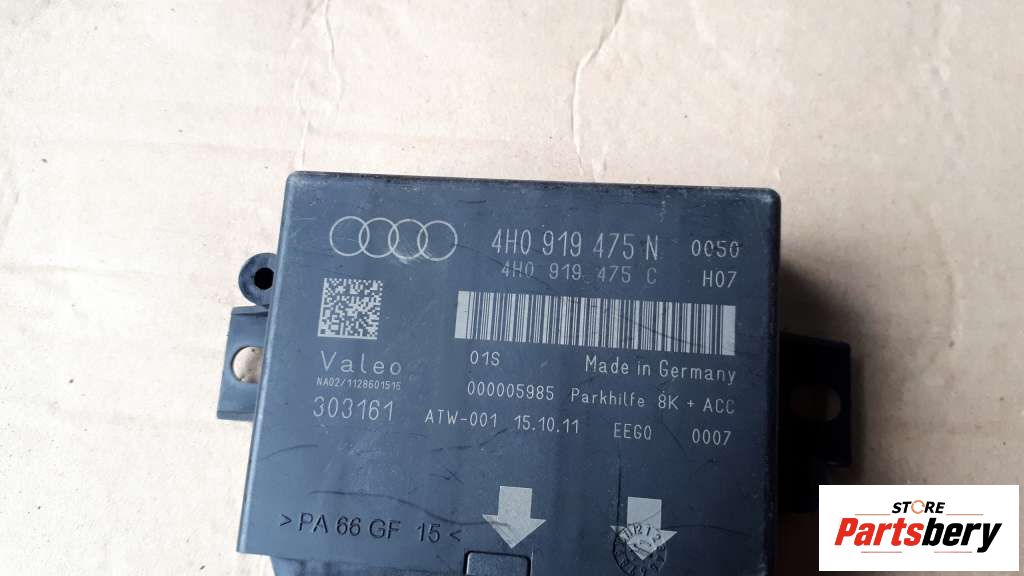 4H0 919 475 N 0050
4H0 919 475 C H07
Valeo
NA02/1128601515
303161
01S Made in Germany
000005985 Parkhilfe 8K + ACC
ATW-001 15.10.11 EEGO 0007
>PA 66 GF 15<
STORE
Partsbery